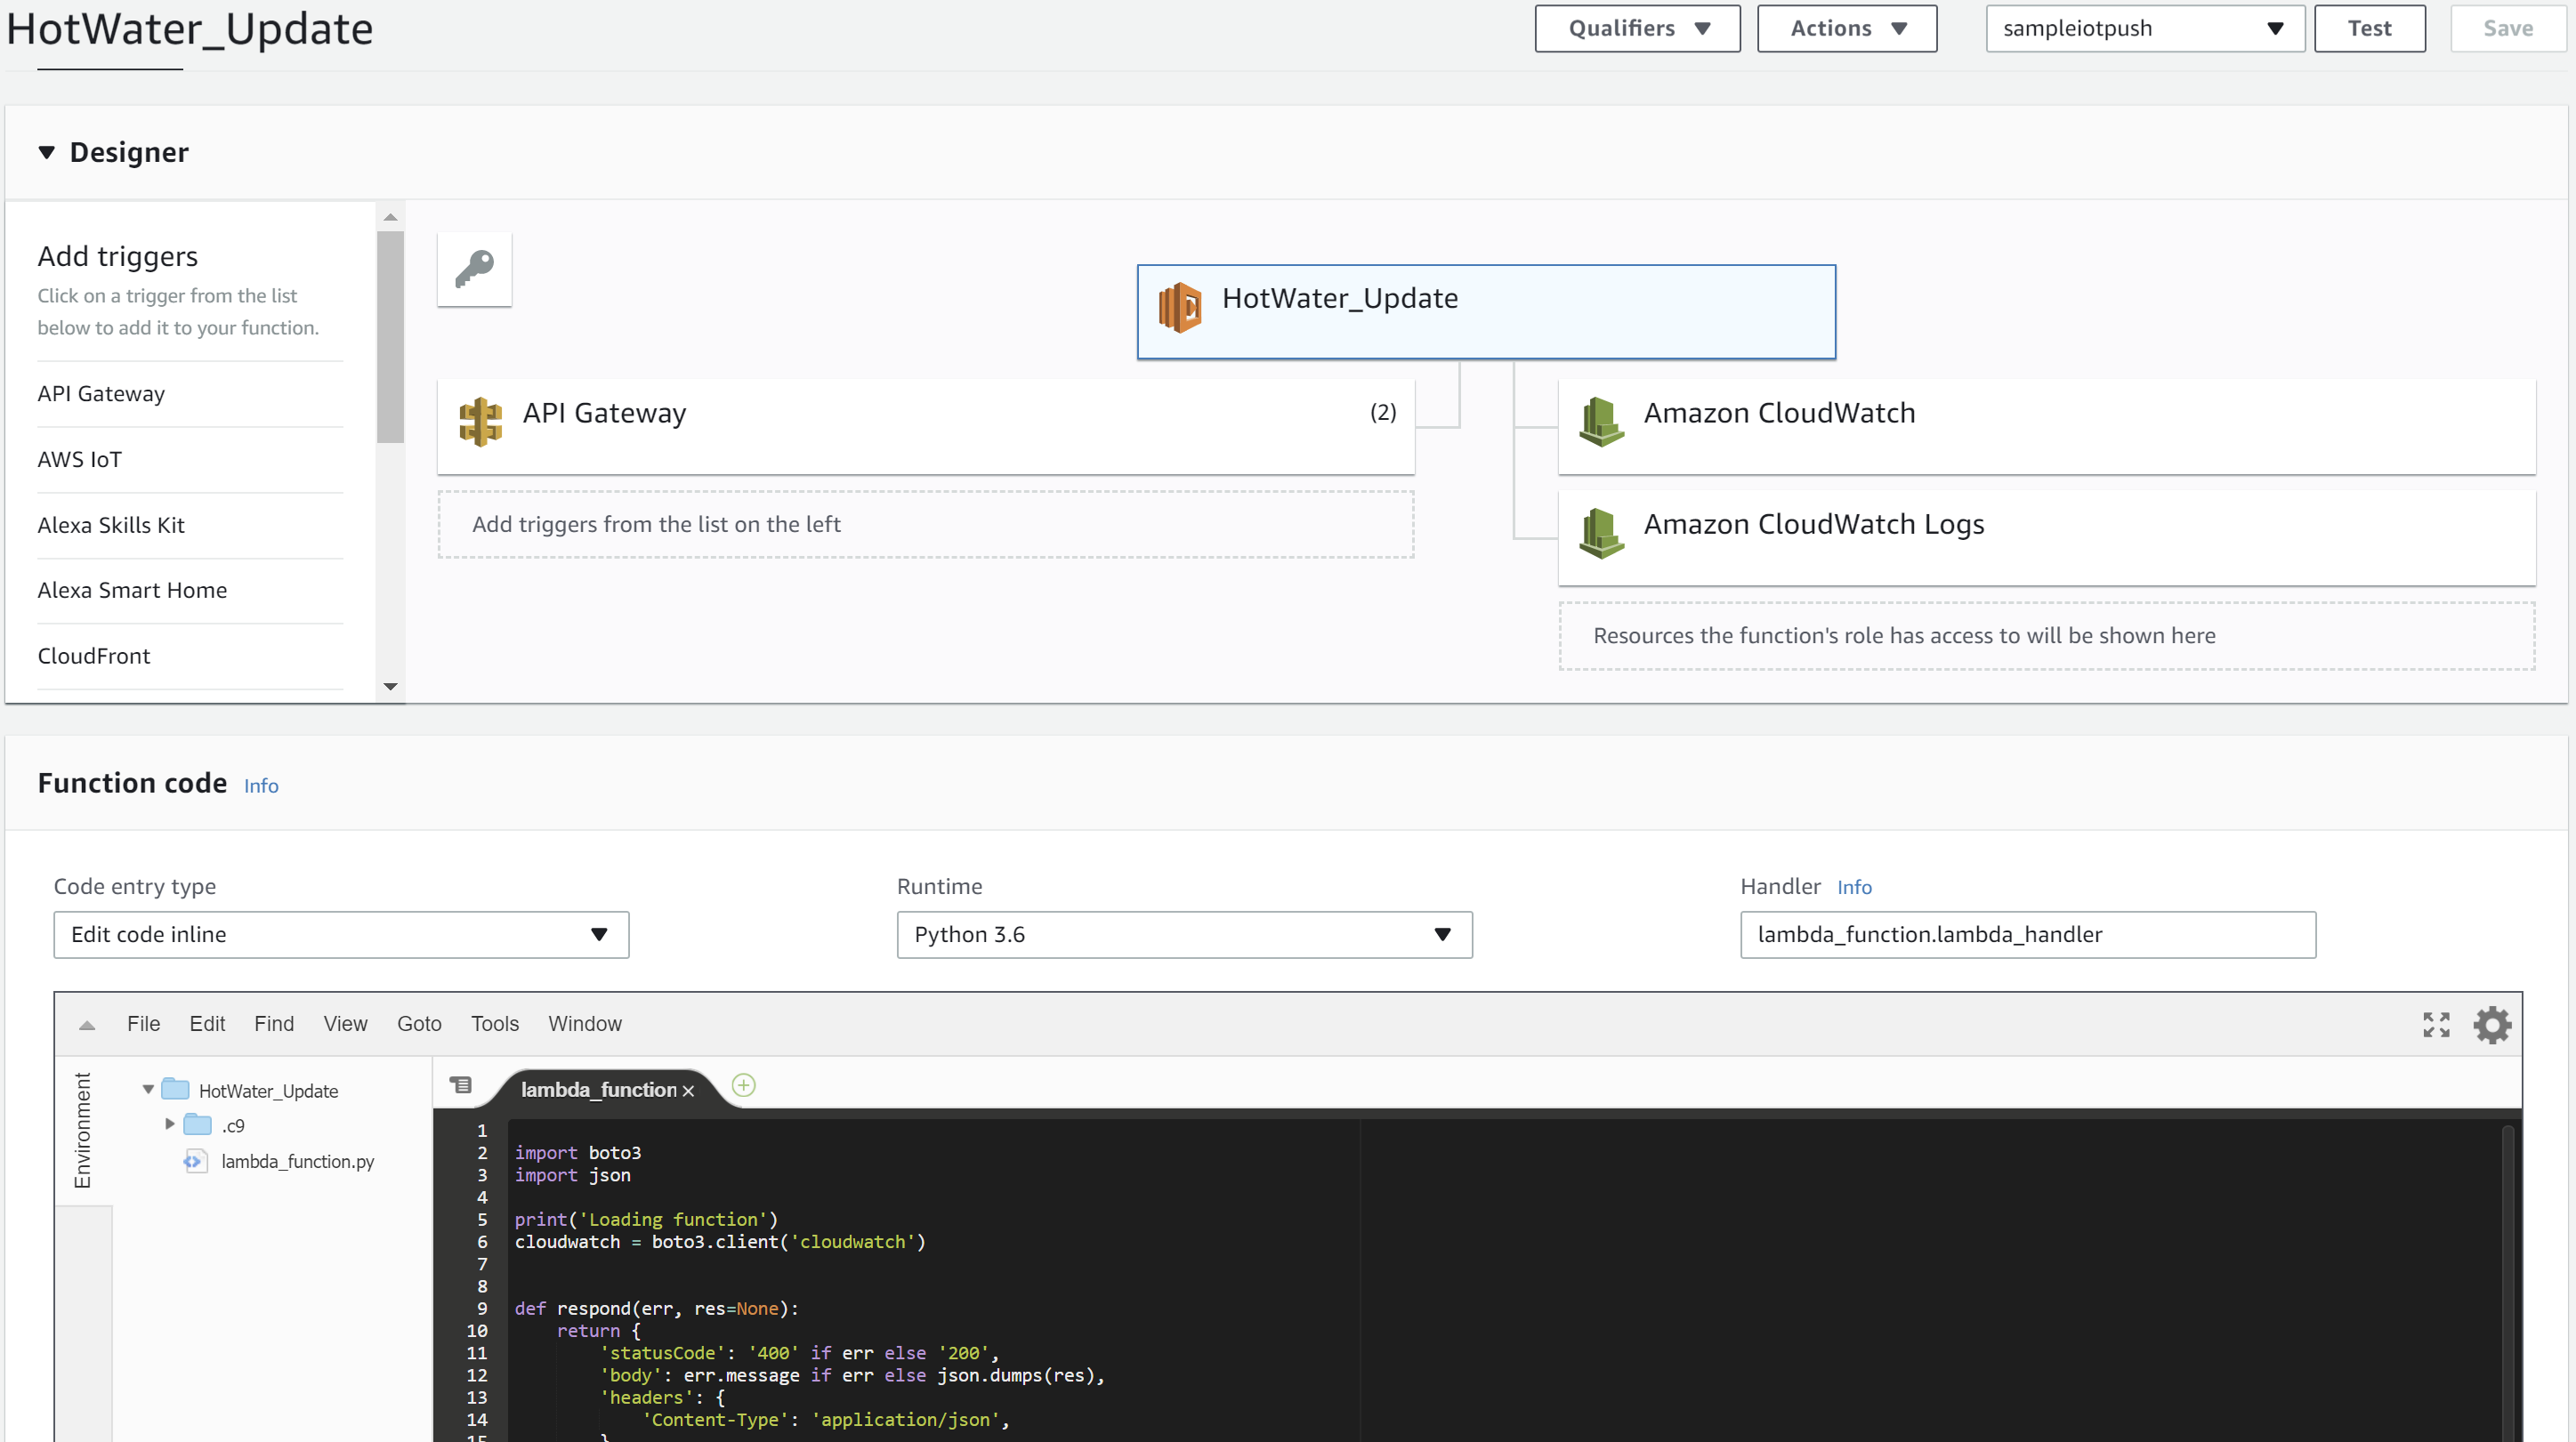 HotWater_Update
Qualifiers
Actions
sampleiotpush
Test
Save
Designer
Add triggers
Click on a trigger from the list
below to add it to your function.
API Gateway
AWS IoT
Alexa Skills Kit
Alexa Smart Home
CloudFront
HotWater_Update
API Gateway (2)
Add triggers from the list on the left
Amazon CloudWatch
Amazon CloudWatch Logs
Resources the function's role has access to will be shown here
Function code Info
Code entry type
Edit code inline
Runtime
Python 3.6
Handler Info
lambda_function.lambda_handler
File Edit Find View Goto Tools Window
Environment
HotWater_Update
.c9
lambda_function.py
lambda_function ×
1
2 import boto3
3 import json
4
5 print('Loading function')
6 cloudwatch = boto3.client('cloudwatch')
7
8
9 def respond(err, res=None):
10     return {
11         'statusCode': '400' if err else '200',
12         'body': err.message if err else json.dumps(res),
13         'headers': {
14             'Content-Type': 'application/json',
15         }